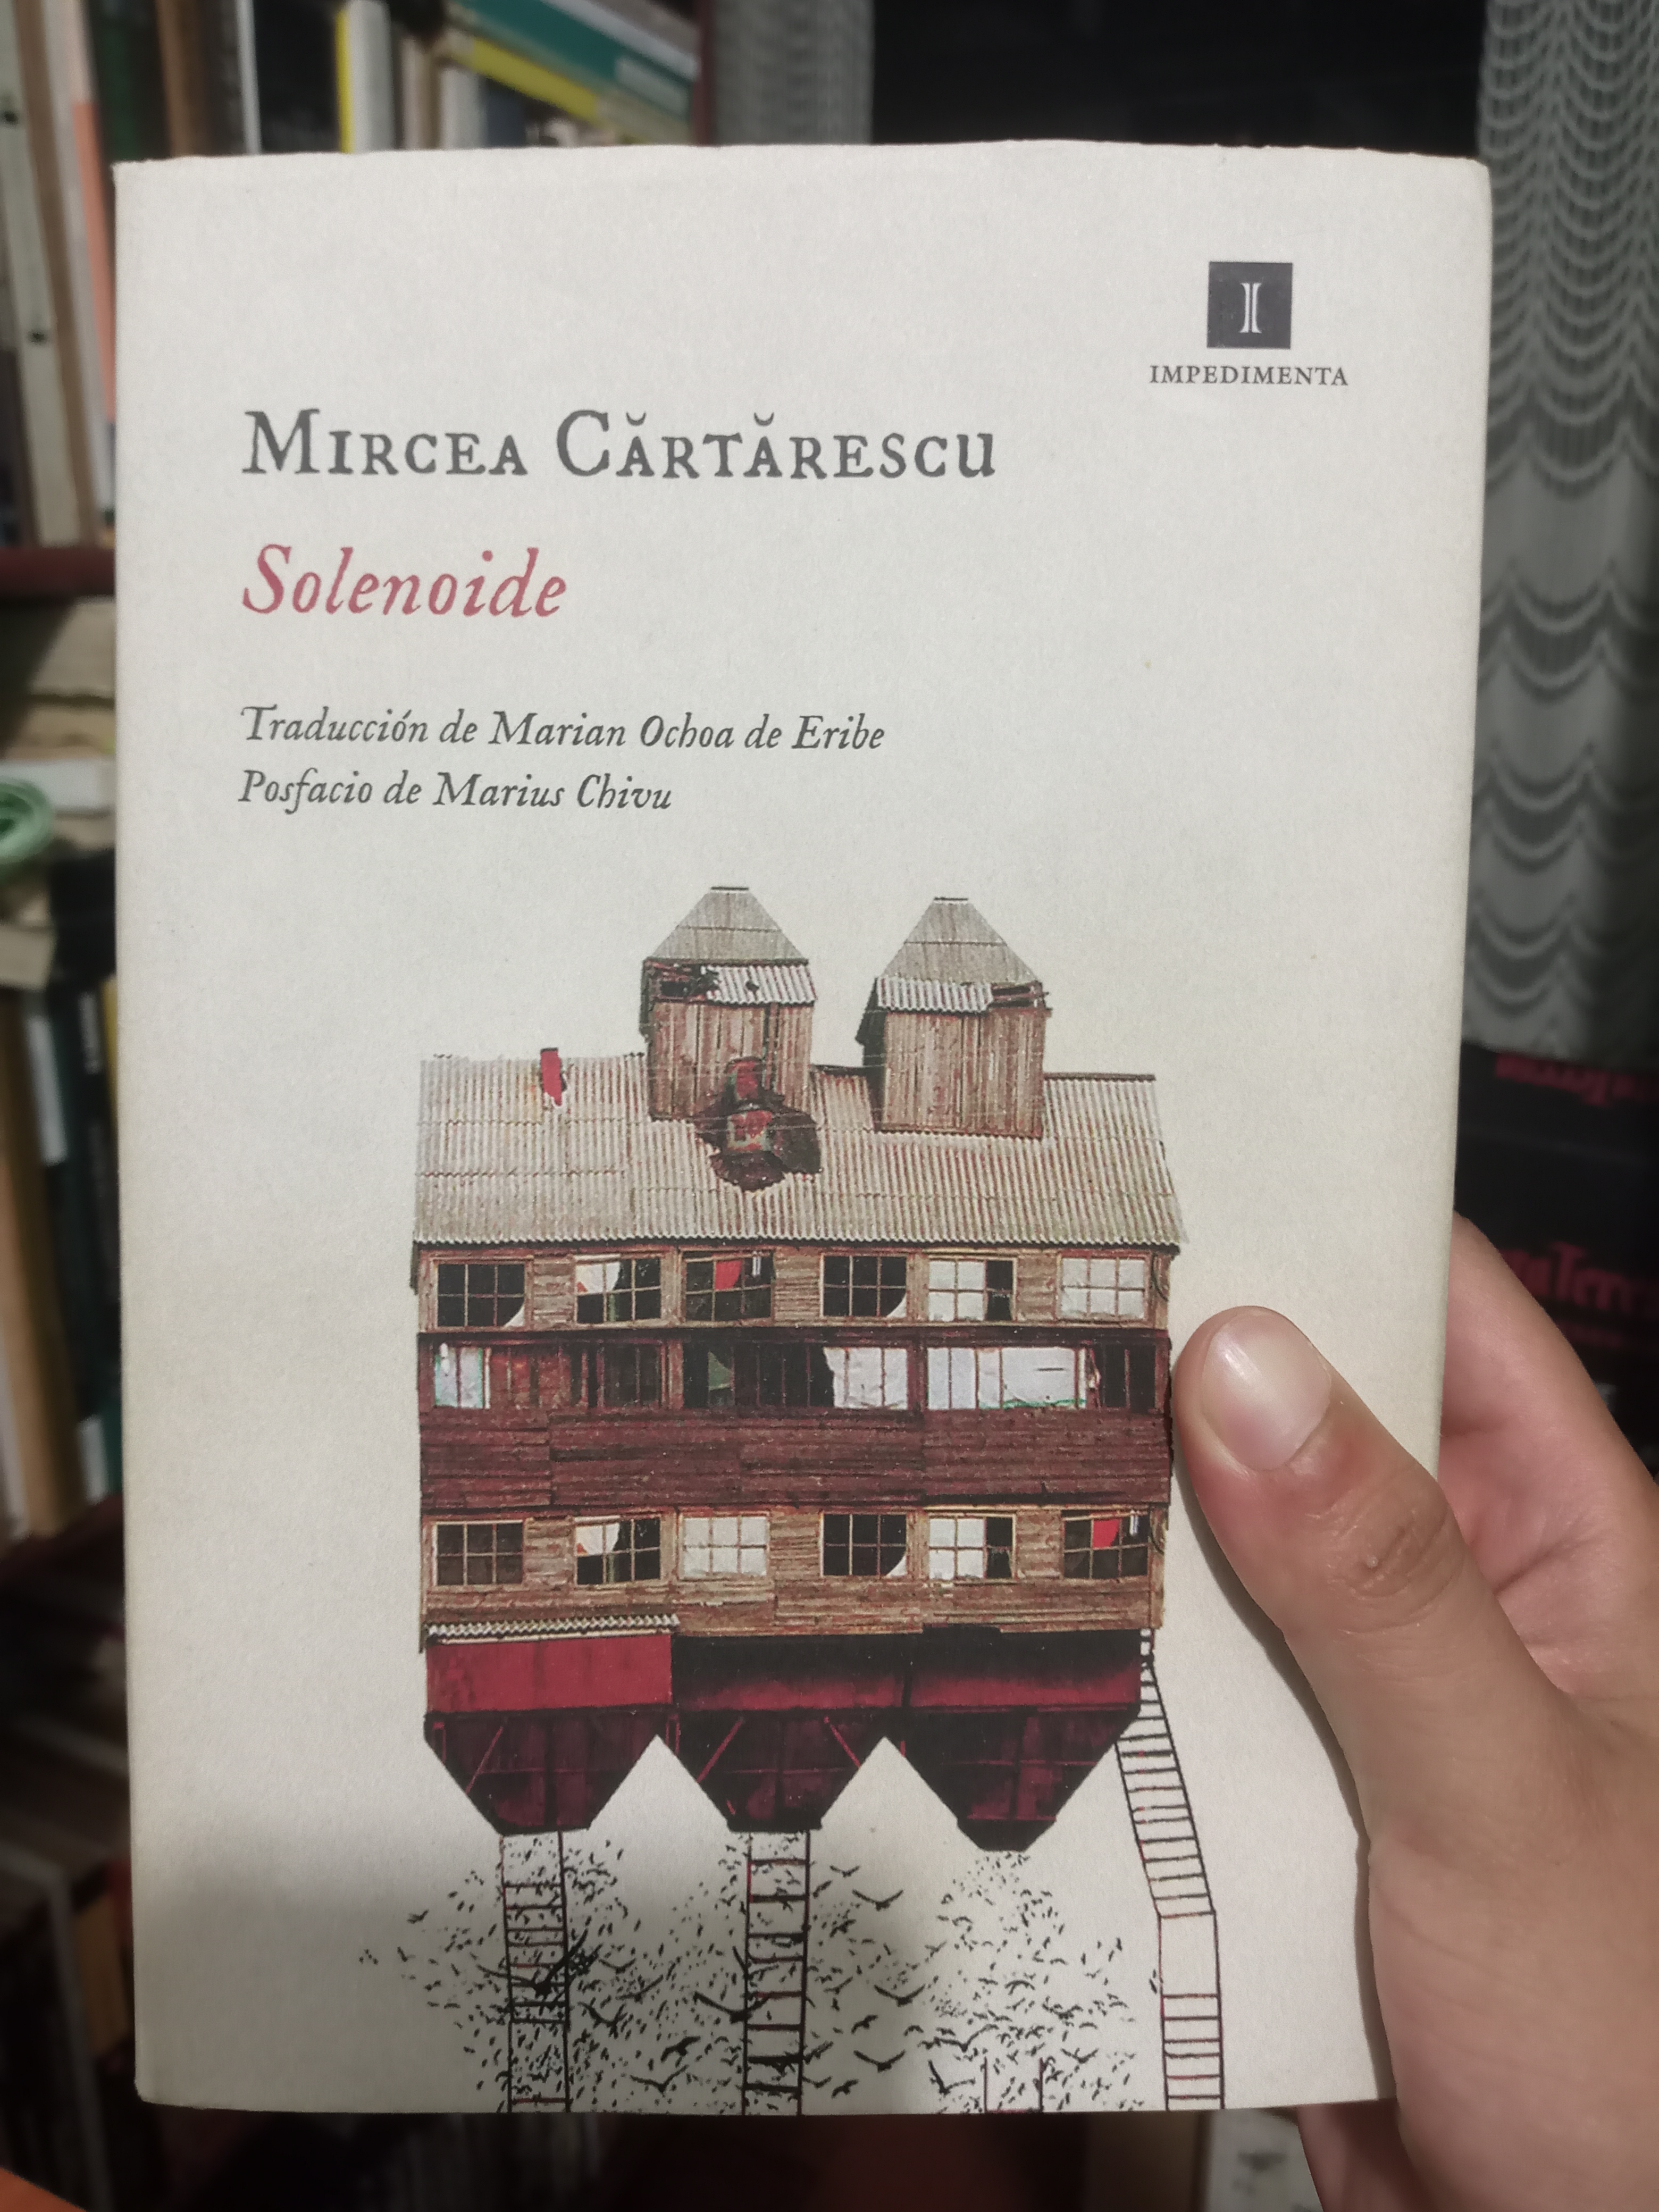 I
IMPEDIMENTA
Mircea Cărtărescu
Solenoide
Traducción de Marian Ochoa de Eribe
Posfacio de Marius Chivu